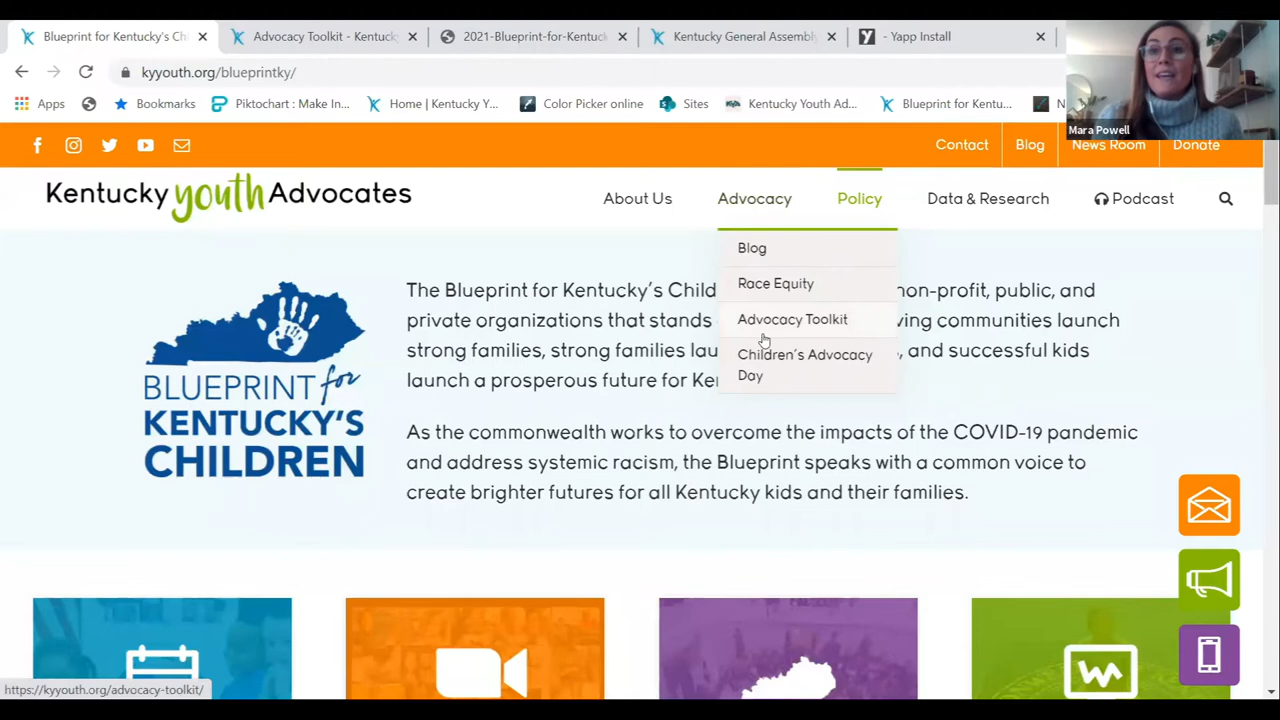 Blueprint for Kentucky's Chi
Advocacy Toolkit - Kentucky
2021-Blueprint-for-Kentuck
Kentucky General Assembly
- Yapp Install
kyyouth.org/blueprintky/
Apps
Bookmarks
Piktochart : Make In...
Home | Kentucky Y...
Color Picker online
Sites
Kentucky Youth Ad...
Blueprint for Kentu...
N
Mara Powell
Contact
Blog
News Room
Donate
Kentucky youth Advocates
About Us
Advocacy
Policy
Data & Research
Podcast
Blog
Race Equity
Advocacy Toolkit
Children's Advocacy
Day
BLUEPRINT for
KENTUCKY'S
CHILDREN
The Blueprint for Kentucky's Child non-profit, public, and
private organizations that stands ving communities launch
strong families, strong families lau , and successful kids
launch a prosperous future for Ken
As the commonwealth works to overcome the impacts of the COVID-19 pandemic
and address systemic racism, the Blueprint speaks with a common voice to
create brighter futures for all Kentucky kids and their families.
https://kyyouth.org/advocacy-toolkit/